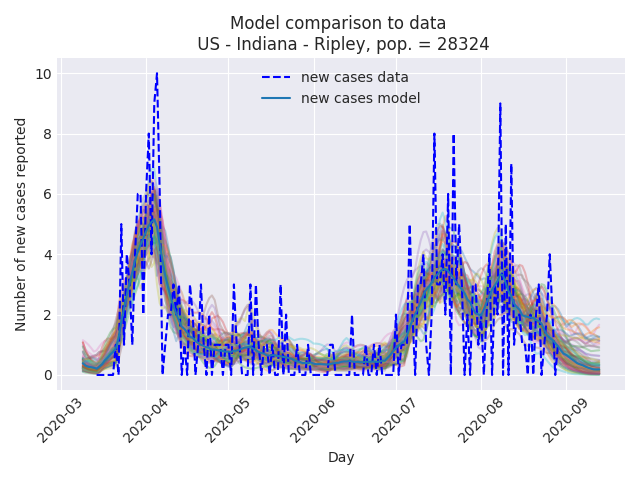 Model comparison to data
US - Indiana - Ripley, pop. = 28324
new cases data
new cases model
Number of new cases reported
10
8
6
4
2
0
2020-03
2020-04
2020-05
2020-06
2020-07
2020-08
2020-09
Day